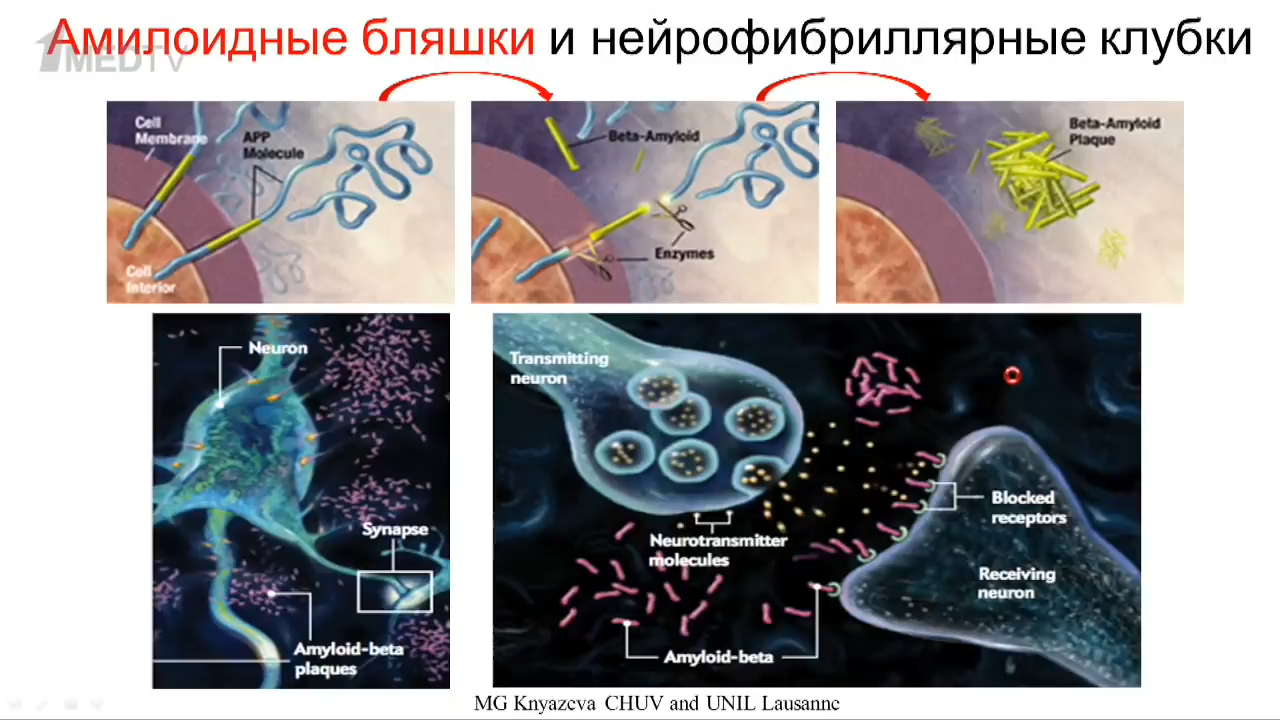 Амилоидные бляшки и нейрофибриллярные клубки
MEDTV
Cell
Membrane
APP
Molecule
Cell
Interior
Beta-Amyloid
Enzymes
Beta-Amyloid
Plaque
Neuron
Synapse
Amyloid-beta
plaques
Transmitting
neuron
Neurotransmitter
molecules
Blocked
receptors
Receiving
neuron
Amyloid-beta
MG Knyazeva CHUV and UNIL Lausanne